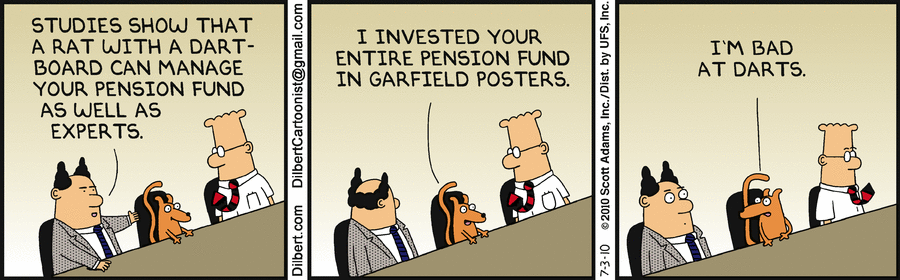 STUDIES SHOW THAT
A RAT WITH A DART-
BOARD CAN MANAGE
YOUR PENSION FUND
AS WELL AS
EXPERTS.
Dilbert.com DilbertCartoonist@gmail.com
I INVESTED YOUR
ENTIRE PENSION FUND
IN GARFIELD POSTERS.
7-3-10 © 2010 Scott Adams, Inc./Dist. by UFS, Inc.
I'M BAD
AT DARTS.